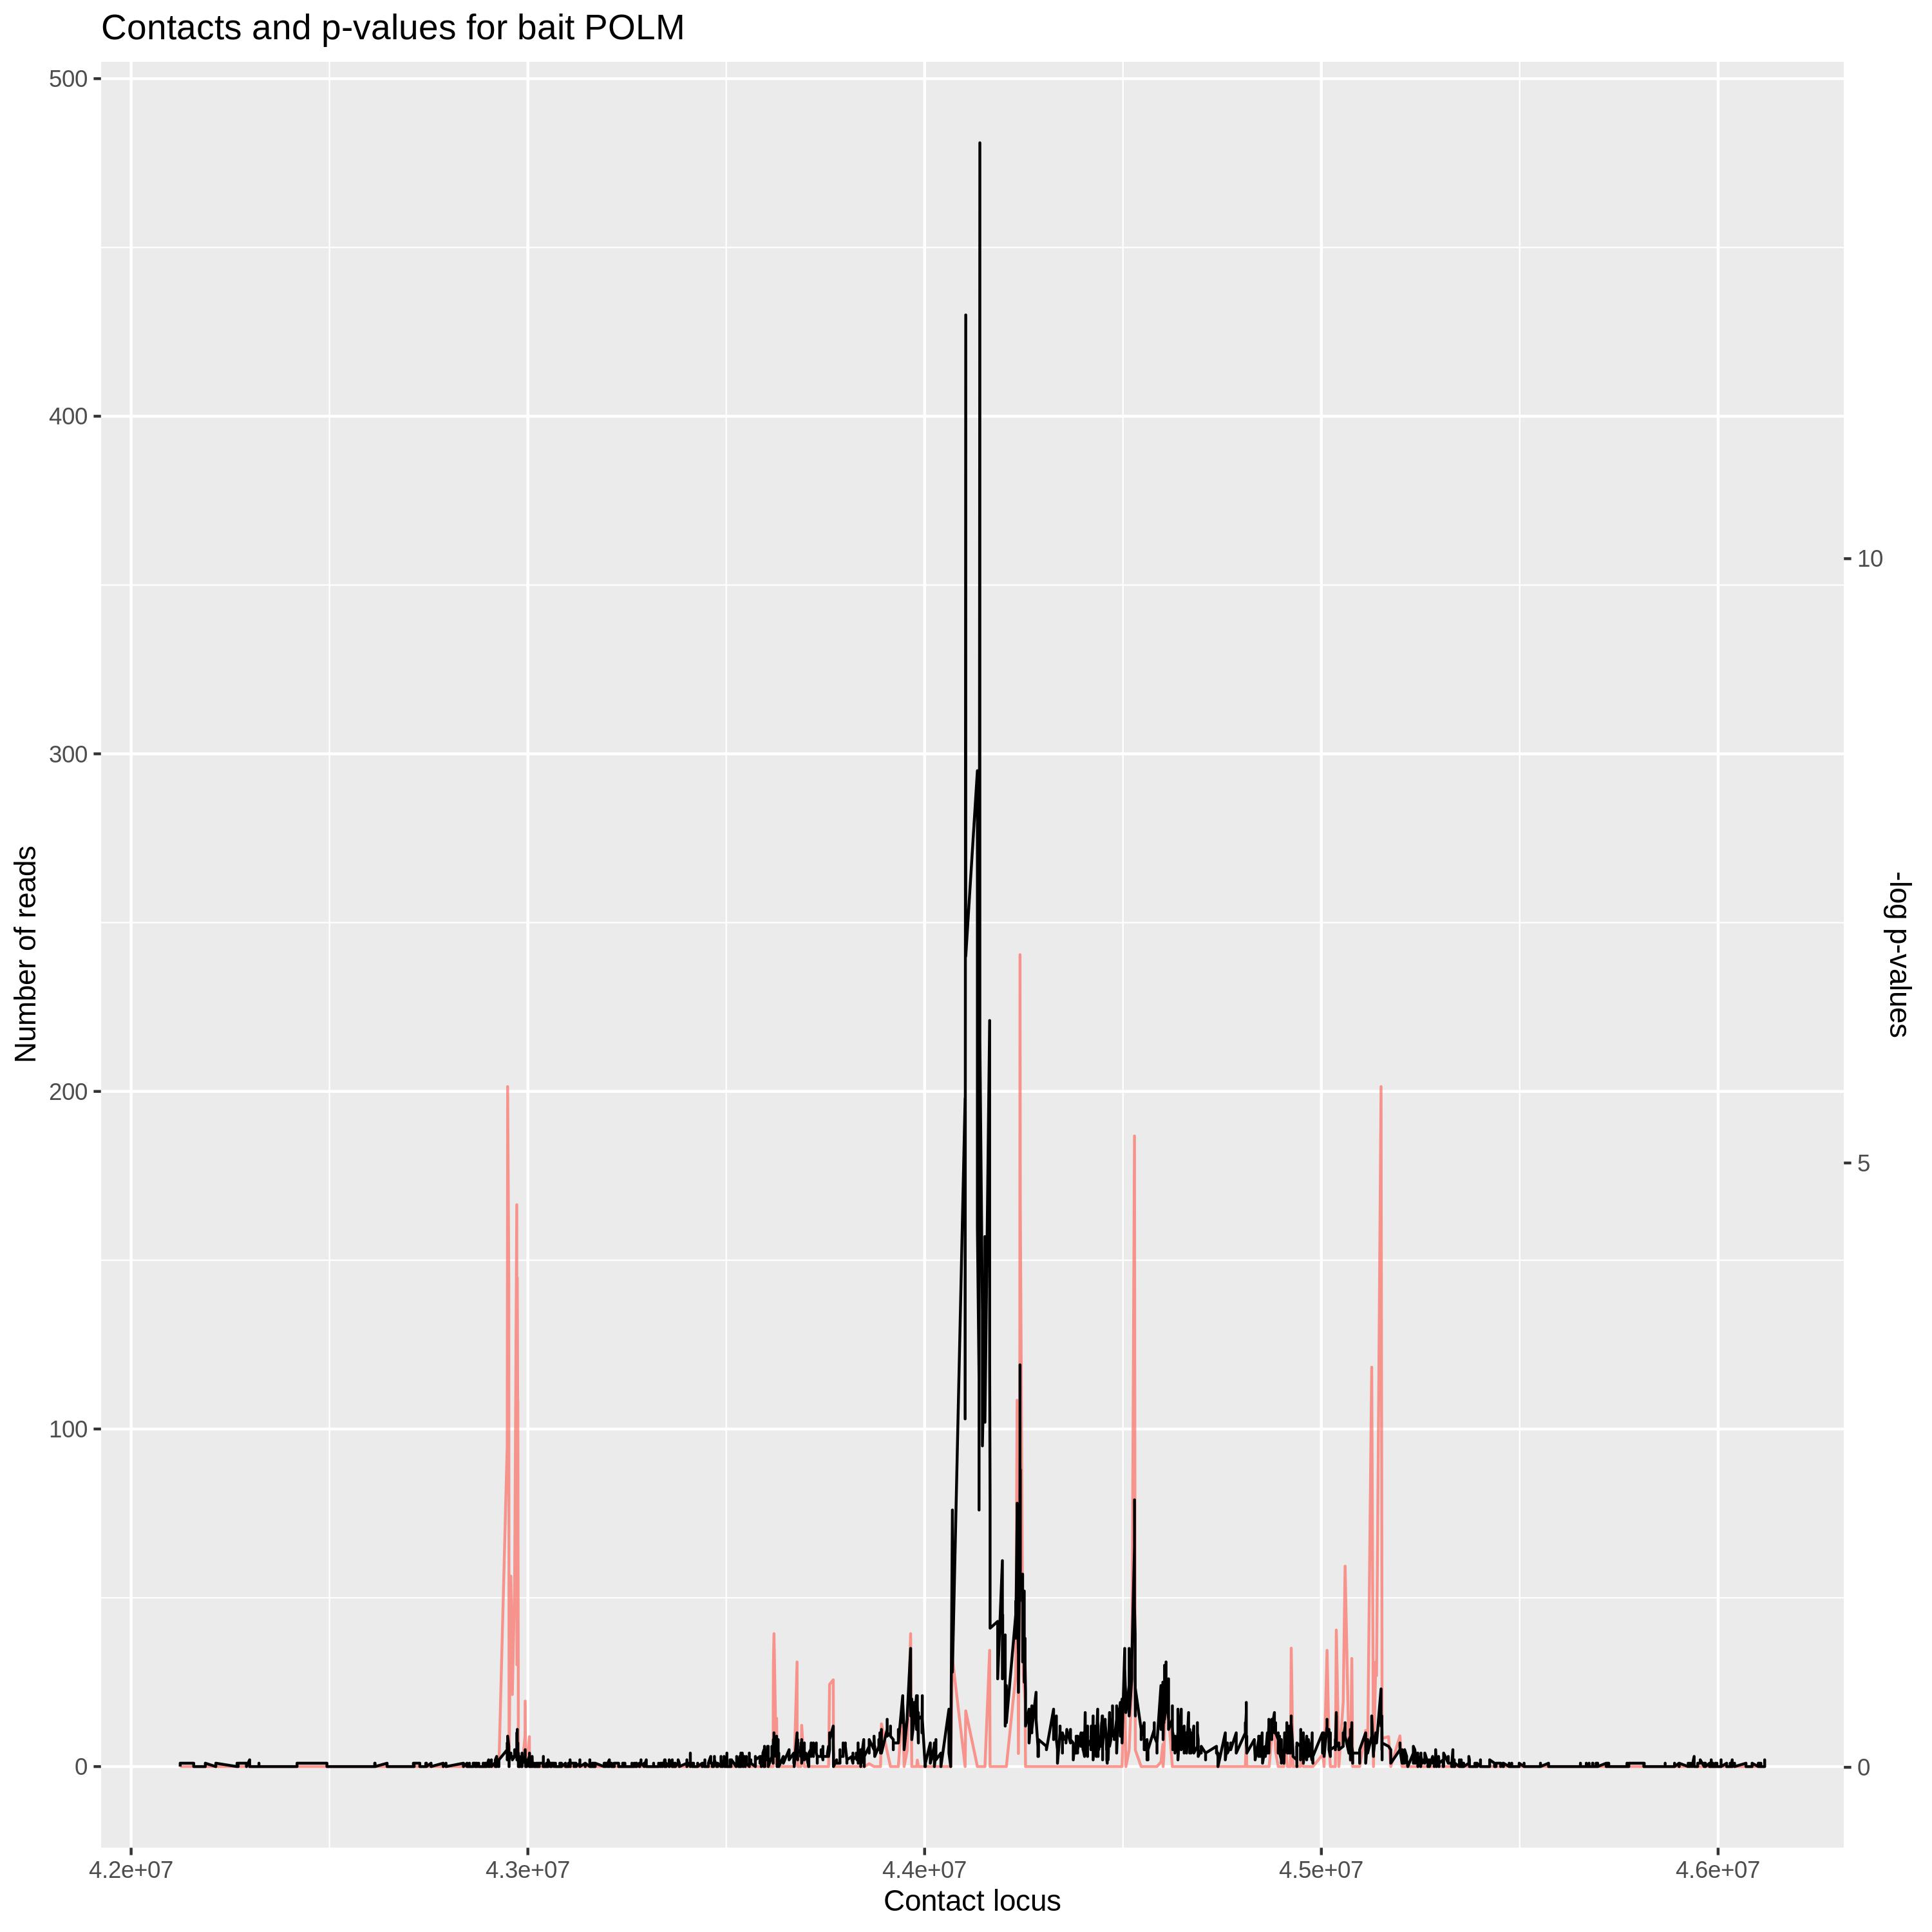 Contacts and p-values for bait POLM
500
400
300
200
100
0
Number of reads
10
5
0
-log p-values
4.2e+07 4.3e+07 4.4e+07 4.5e+07 4.6e+07
Contact locus